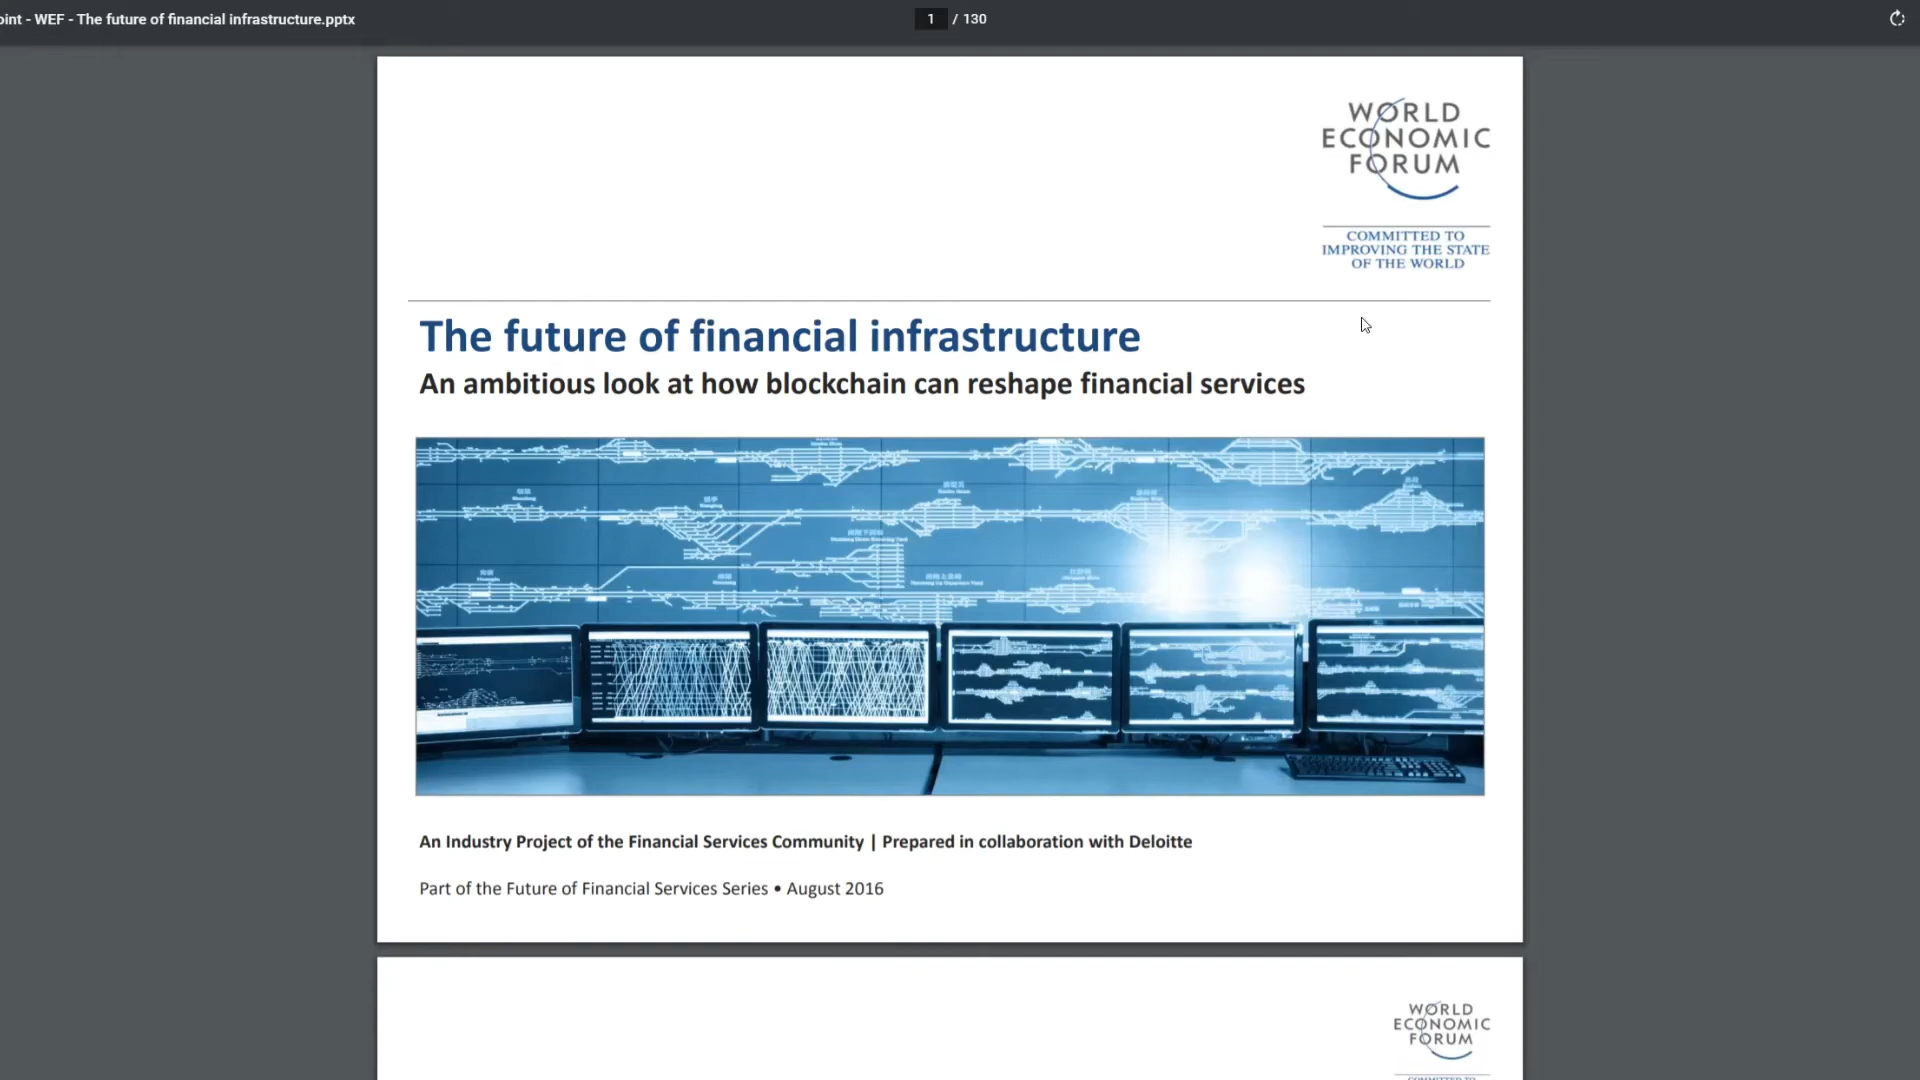 oint - WEF - The future of financial infrastructure.pptx
1 / 130
WORLD
ECONOMIC
FORUM
COMMITTED TO
IMPROVING THE STATE
OF THE WORLD
The future of financial infrastructure
An ambitious look at how blockchain can reshape financial services
An Industry Project of the Financial Services Community | Prepared in collaboration with Deloitte
Part of the Future of Financial Services Series • August 2016
WORLD
ECONOMIC
FORUM
COMMITTED TO